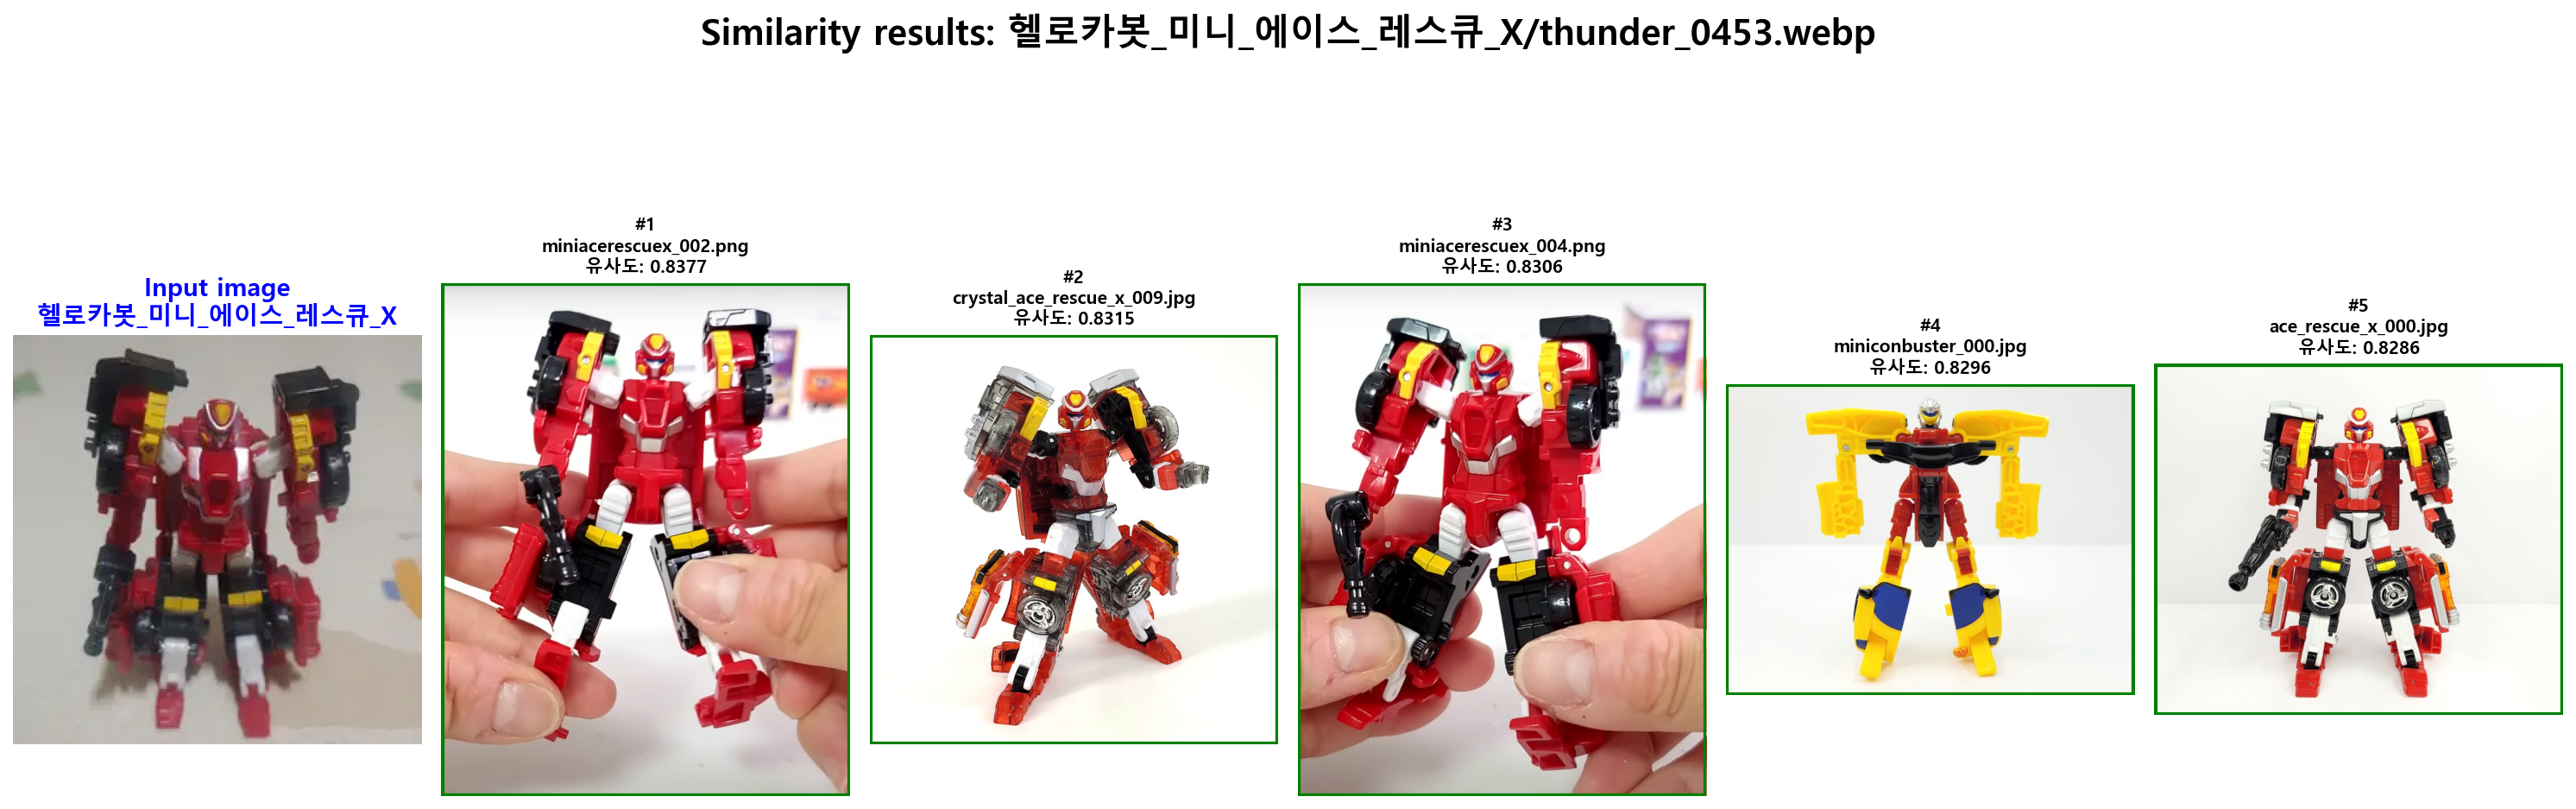 Similarity results: 헬로카봇_미니_에이스_레스큐_X/thunder_0453.webp
Input image
헬로카봇_미니_에이스_레스큐_X
#1
miniacerescuex_002.png
유사도: 0.8377
#2
crystal_ace_rescue_x_009.jpg
유사도: 0.8315
#3
miniacerescuex_004.png
유사도: 0.8306
#4
miniconbuster_000.jpg
유사도: 0.8296
#5
ace_rescue_x_000.jpg
유사도: 0.8286